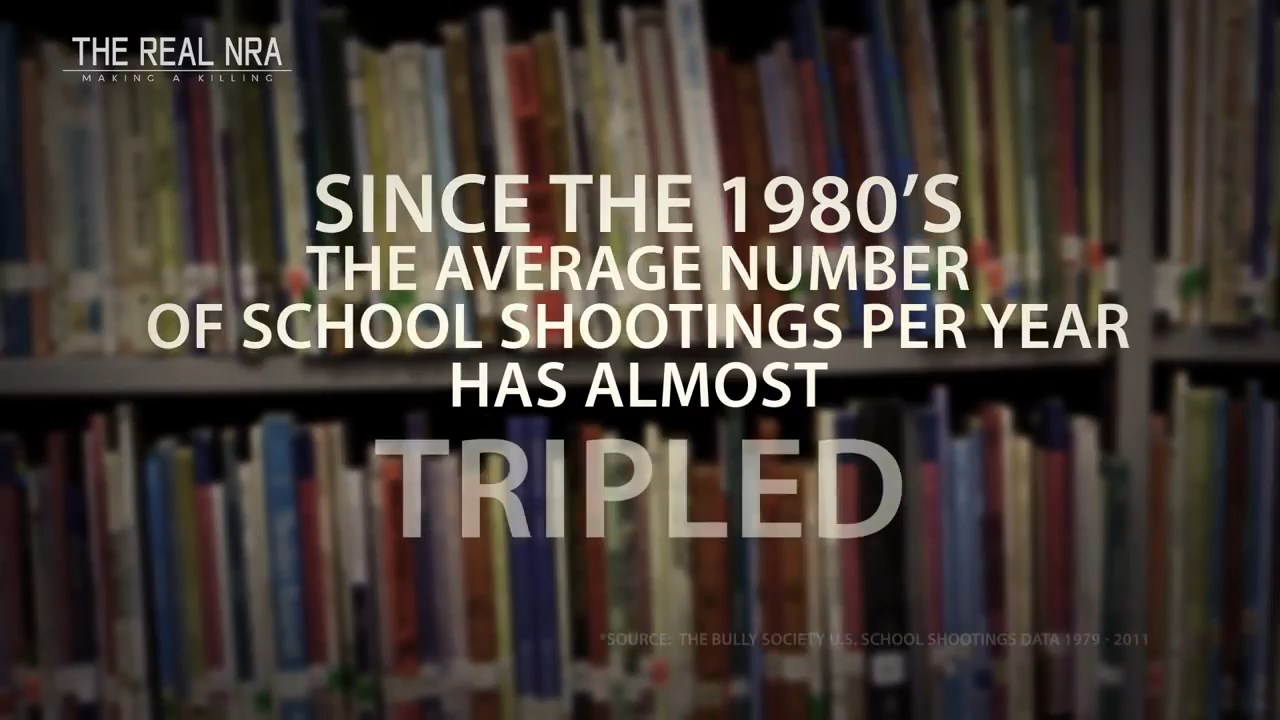 THE REAL NRA
MAKING A KILLING
SINCE THE 1980'S
THE AVERAGE NUMBER
OF SCHOOL SHOOTINGS PER YEAR
HAS ALMOST
TRIPLED
*SOURCE: THE BULLY SOCIETY U.S. SCHOOL SHOOTINGS DATA 1979 - 2011